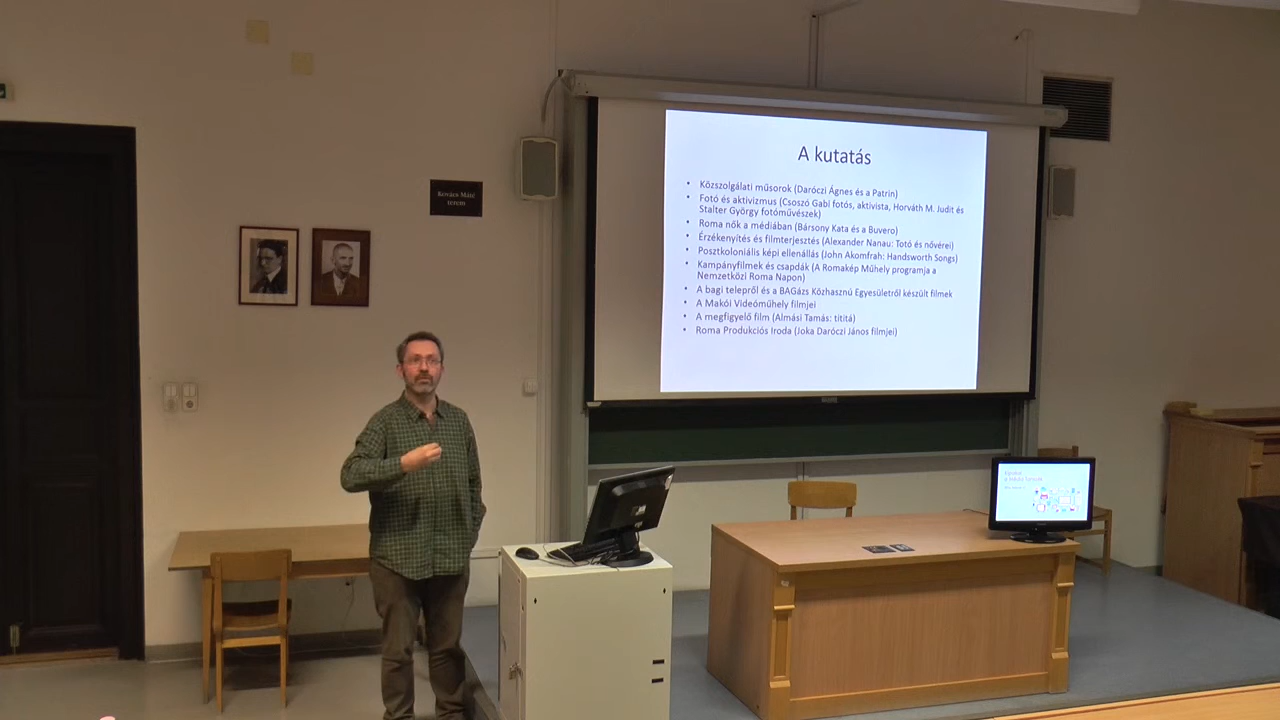 Kovács Máté
terem
A kutatás
• Közszolgálati műsorok (Daróczi Ágnes és a Patrin)
• Fotó és aktivizmus (Csoszó Gabi fotós, aktivista, Horváth M. Judit és
Stalter György fotóművészek)
• Roma nők a médiában (Bársony Kata és a Buvero)
• Érzékenyítés és filmterjesztés (Alexander Nanau: Totó és nővérei)
• Posztkoloniális képi ellenállás (John Akomfrah: Handsworth Songs)
• Kampányfilmek és csapdák (A Romakép Műhely programja a
Nemzetközi Roma Napon)
• A bagi telepről és a BAGázs Közhasznú Egyesületről készült filmek
• A Makói Videóműhely filmjei
• A megfigyelő film (Almási Tamás: tititá)
• Roma Produkciós Iroda (Joka Daróczi János filmjei)